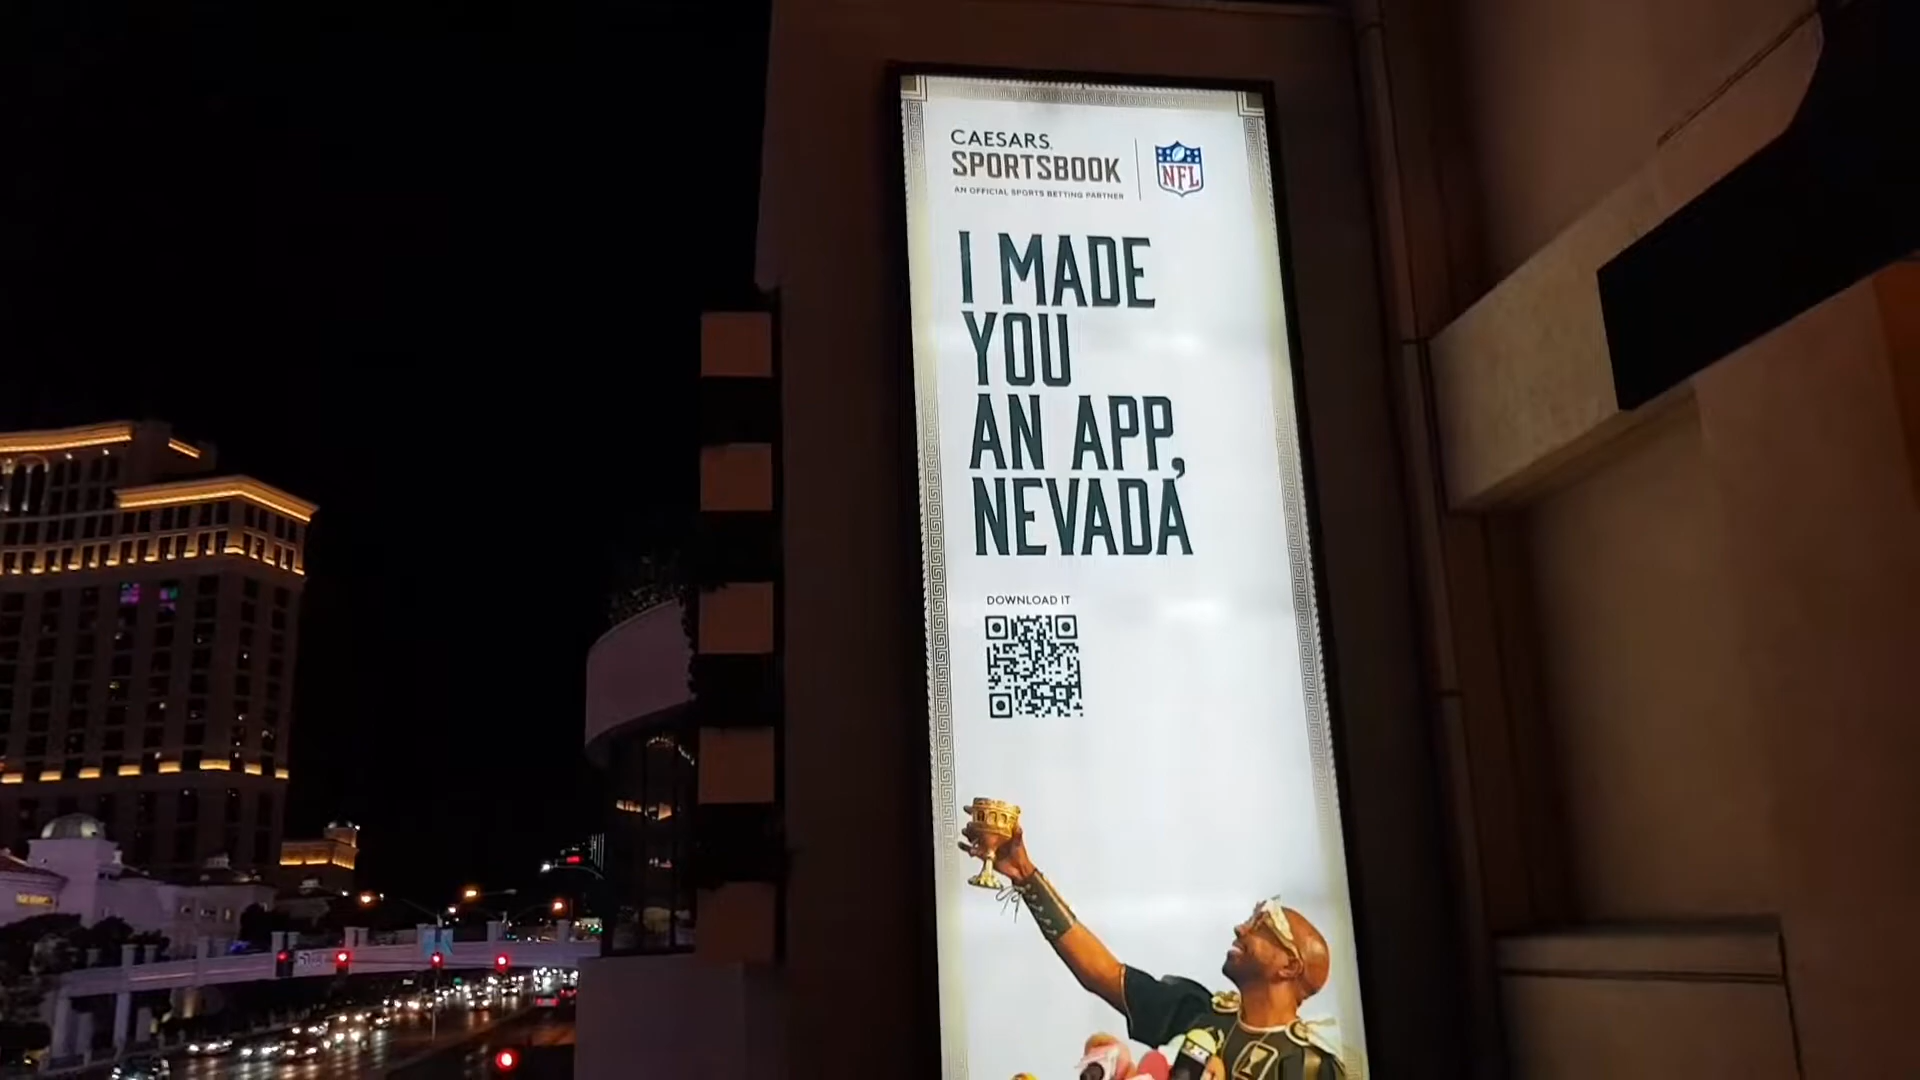 CAESARS
SPORTSBOOK
AN OFFICIAL SPORTS BETTING PARTNER
NFL
I MADE
YOU
AN APP,
NEVADA
DOWNLOAD IT